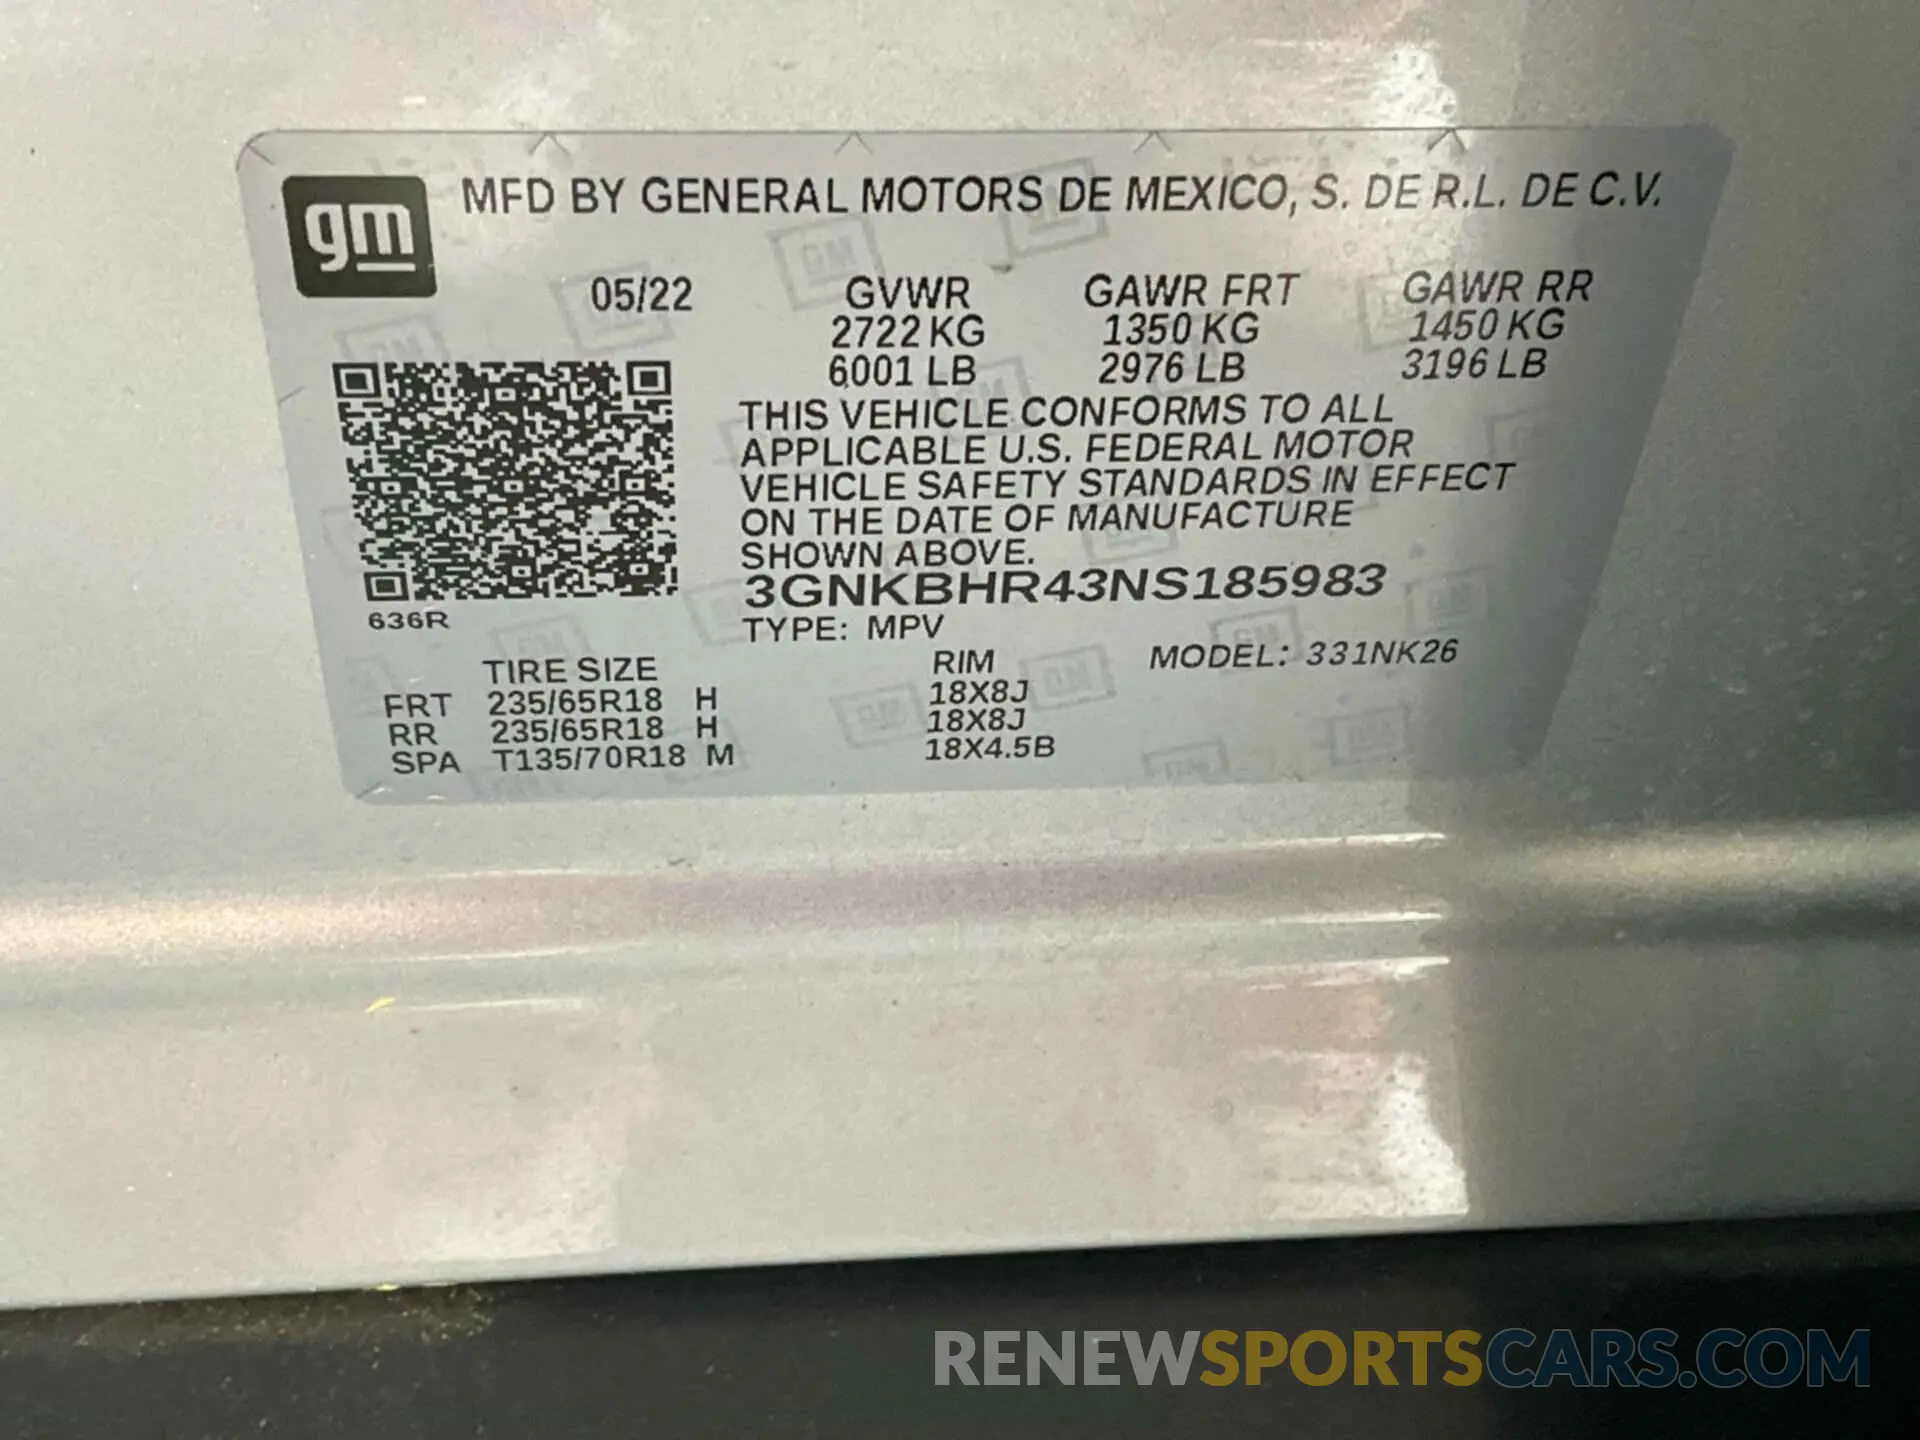 gm MFD BY GENERAL MOTORS DE MEXICO, S. DE R.L. DE C.V.
05/22 GVWR GAWR FRT GAWR RR
2722 KG 1350 KG 1450 KG
6001 LB 2976 LB 3196 LB
THIS VEHICLE CONFORMS TO ALL
APPLICABLE U.S. FEDERAL MOTOR
VEHICLE SAFETY STANDARDS IN EFFECT
ON THE DATE OF MANUFACTURE
SHOWN ABOVE.
3GNKBHR43NS185983
636R
TYPE: MPV
TIRE SIZE RIM MODEL: 331NK26
FRT 235/65R18 H 18X8J
RR 235/65R18 H 18X8J
SPA T135/70R18 M 18X4.5B
RENEWSPORTSCARS.COM